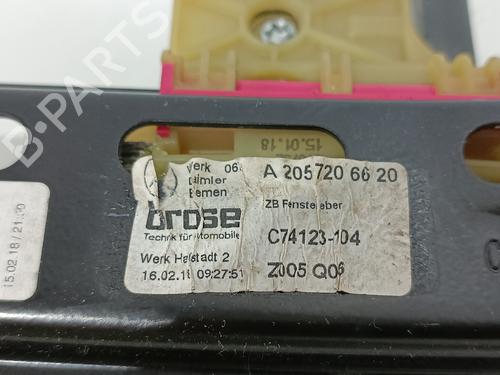 15.01.18
Werk 06
Daimler
Bremen
A 205 720 66 20
brose
ZB Fensterheber
Technik für Automobile
C74123-104
Werk Hallstadt 2
16.02.18 09:27:51
Z005 Q06
15.02.18 / 21:
B-PARTS